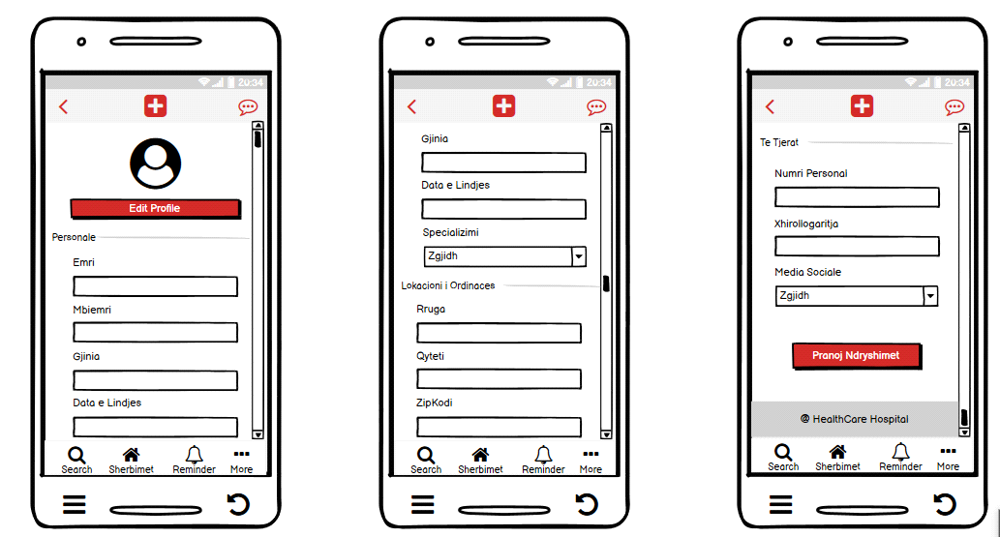 20:34
Edit Profile
Personale
Emri
Mbiemri
Gjinia
Data e Lindjes
Search Sherbimet Reminder More
20:34
Gjinia
Data e Lindjes
Specializimi
Zgjidh
Lokacioni i Ordinaces
Rruga
Qyteti
ZipKodi
Search Sherbimet Reminder More
20:34
Te Tjerat
Numri Personal
Xhirollogaritja
Media Sociale
Zgjidh
Pranoj Ndryshimet
@ HealthCare Hospital
Search Sherbimet Reminder More